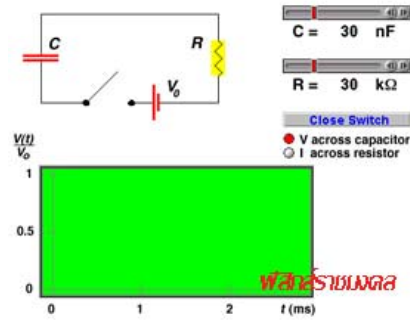 C
R
V₀
C = 30 nF
R = 30 kΩ
Close Switch
V across capacitor
I across resistor
V(t)
V₀
1
0.5
0
0 1 2 t (ms)
ฟิสิกส์ราชมงคล